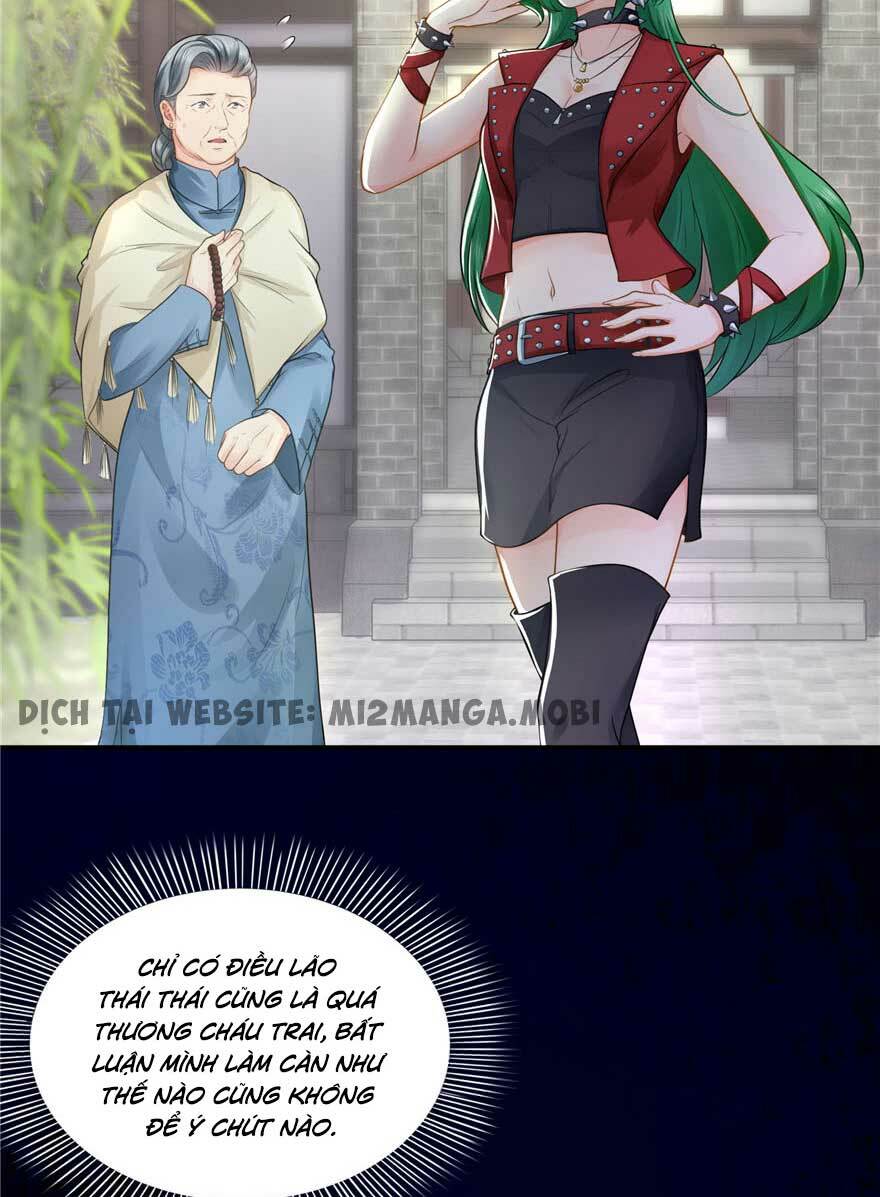 DỊCH TẠI WEBSITE: MI2MANGA.MOBI
CHỈ CÓ ĐIỀU LÃO
THÁI THÁI CŨNG LÀ QUÁ
THƯƠNG CHÁU TRAI, BẤT
LUẬN MÌNH LÀM CÀN NHƯ
THẾ NÀO CŨNG KHÔNG
ĐỂ Ý CHÚT NÀO.